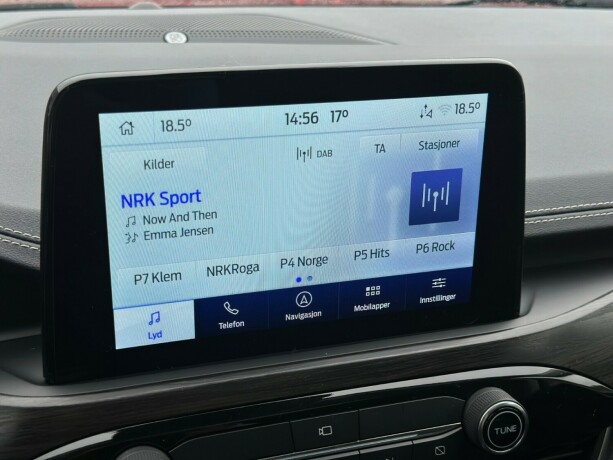 18.5° 14:56 17° 18.5°
Kilder DAB TA Stasjoner
NRK Sport
Now And Then
Emma Jensen
P7 Klem NRKRoga P4 Norge P5 Hits P6 Rock
Lyd Telefon Navigasjon Mobilapper Innstillinger
TUNE